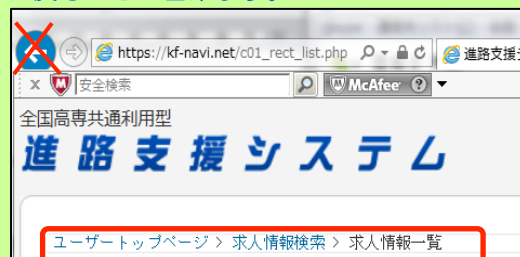 https://kf-navi.net/c01_rect_list.php
進路支援シ
x 安全検索 McAfee ? ▼
全国高専共通利用型
進路支援システム
ユーザートップページ > 求人情報検索 > 求人情報一覧